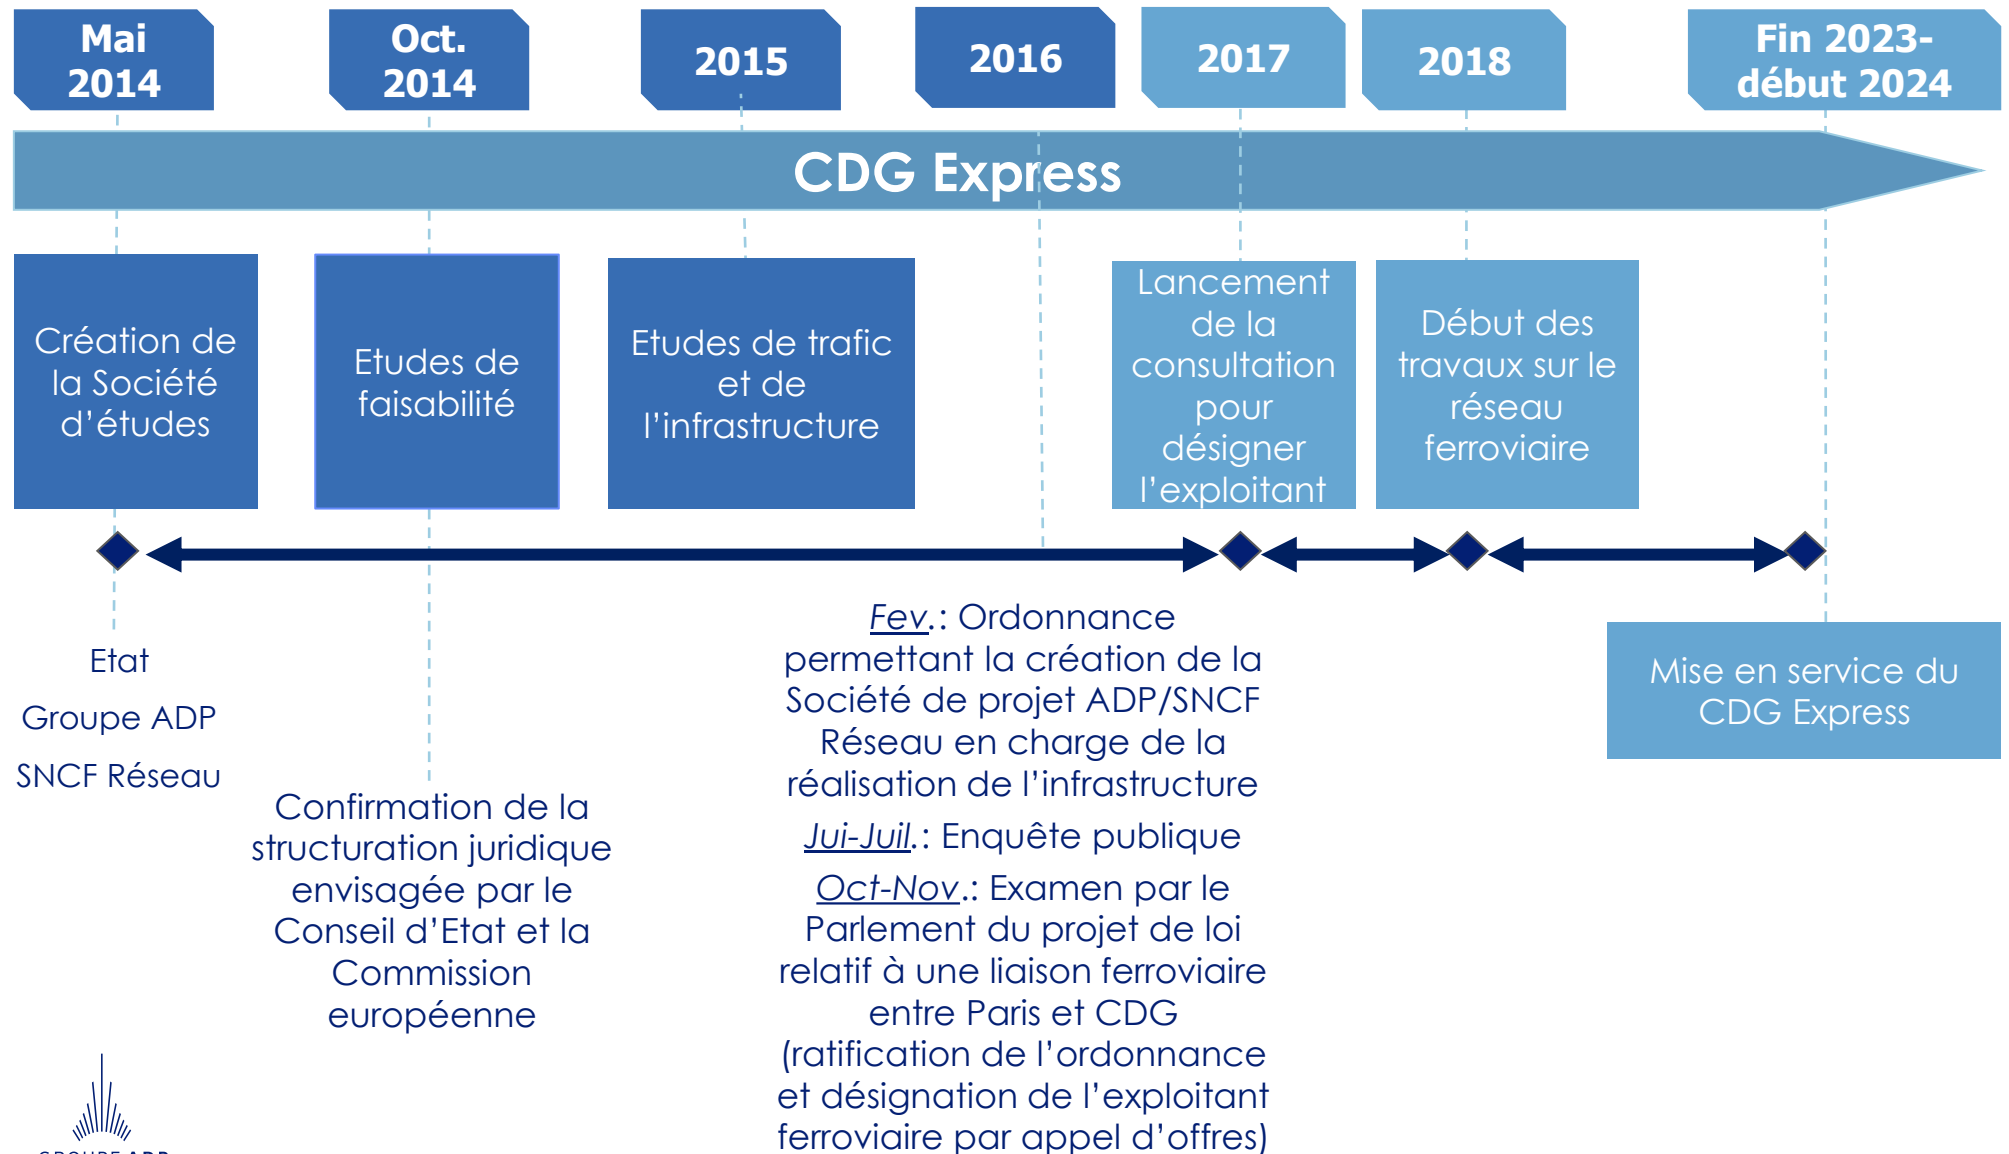 Mai
2014
Oct.
2014
2015
2016
2017
2018
Fin 2023-
début 2024
CDG Express
Création de
la Société
d’études
Etudes de
faisabilité
Etudes de trafic
et de
l’infrastructure
Lancement
de la
consultation
pour
désigner
l’exploitant
Début des
travaux sur le
réseau
ferroviaire
Etat
Groupe ADP
SNCF Réseau
Confirmation de la
structuration juridique
envisagée par le
Conseil d’Etat et la
Commission
européenne
Fev.: Ordonnance
permettant la création de la
Société de projet ADP/SNCF
Réseau en charge de la
réalisation de l’infrastructure
Jui-Juil.: Enquête publique
Oct-Nov.: Examen par le
Parlement du projet de loi
relatif à une liaison ferroviaire
entre Paris et CDG
(ratification de l’ordonnance
et désignation de l’exploitant
ferroviaire par appel d’offres)
Mise en service du
CDG Express
GROUPE ADP